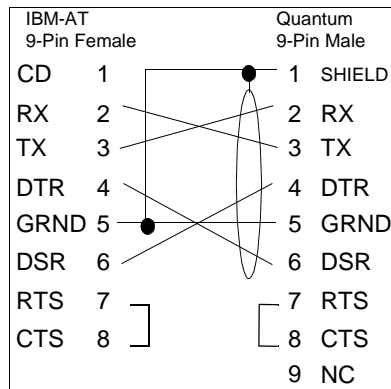 IBM-AT Quantum
9-Pin Female 9-Pin Male
CD 1 1 SHIELD
RX 2 2 RX
TX 3 3 TX
DTR 4 4 DTR
GRND 5 5 GRND
DSR 6 6 DSR
RTS 7 7 RTS
CTS 8 8 CTS
9 NC